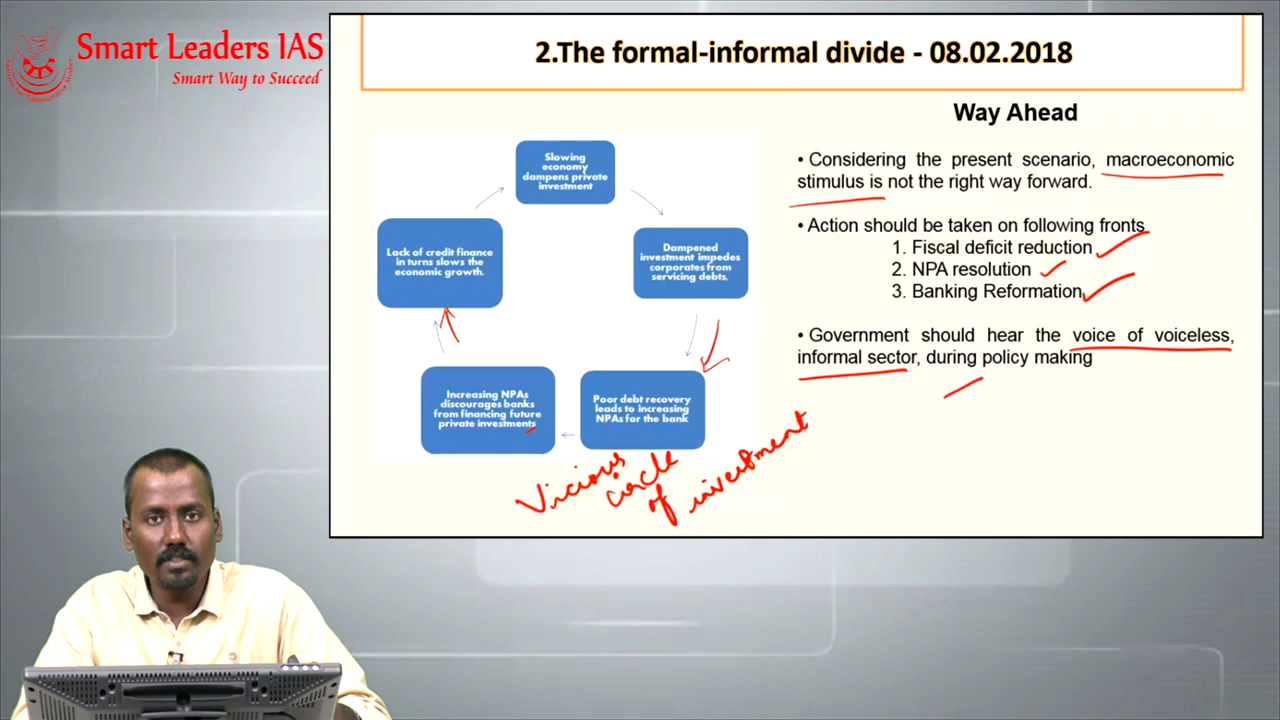 Smart Leaders IAS
Smart Way to Succeed
2.The formal-informal divide - 08.02.2018
Slowing
economy
dampens private
investment
Dampened
investment impedes
corporates from
servicing debts.
Poor debt recovery
leads to increasing
NPAs for the bank
Increasing NPAs
discourages banks
from financing future
private investments
Lack of credit finance
in turns slows the
economic growth.
Vicious
circle
of investment
Way Ahead
• Considering the present scenario, macroeconomic
stimulus is not the right way forward.
• Action should be taken on following fronts
1. Fiscal deficit reduction
2. NPA resolution
3. Banking Reformation
• Government should hear the voice of voiceless,
informal sector, during policy making